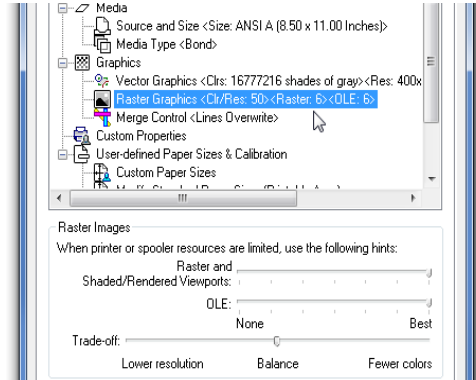 Media
Source and Size <Size: ANSI A (8.50 x 11.00 Inches)>
Media Type <Bond>
Graphics
Vector Graphics <Clrs: 16777216 shades of gray><Res: 400x
Raster Graphics <Clr/Res: 50><Raster: 6><OLE: 6>
Merge Control <Lines Overwrite>
Custom Properties
User-defined Paper Sizes & Calibration
Custom Paper Sizes
Raster Images
When printer or spooler resources are limited, use the following hints:
Raster and
Shaded/Rendered Viewports:
OLE:
None Best
Trade-off:
Lower resolution Balance Fewer colors